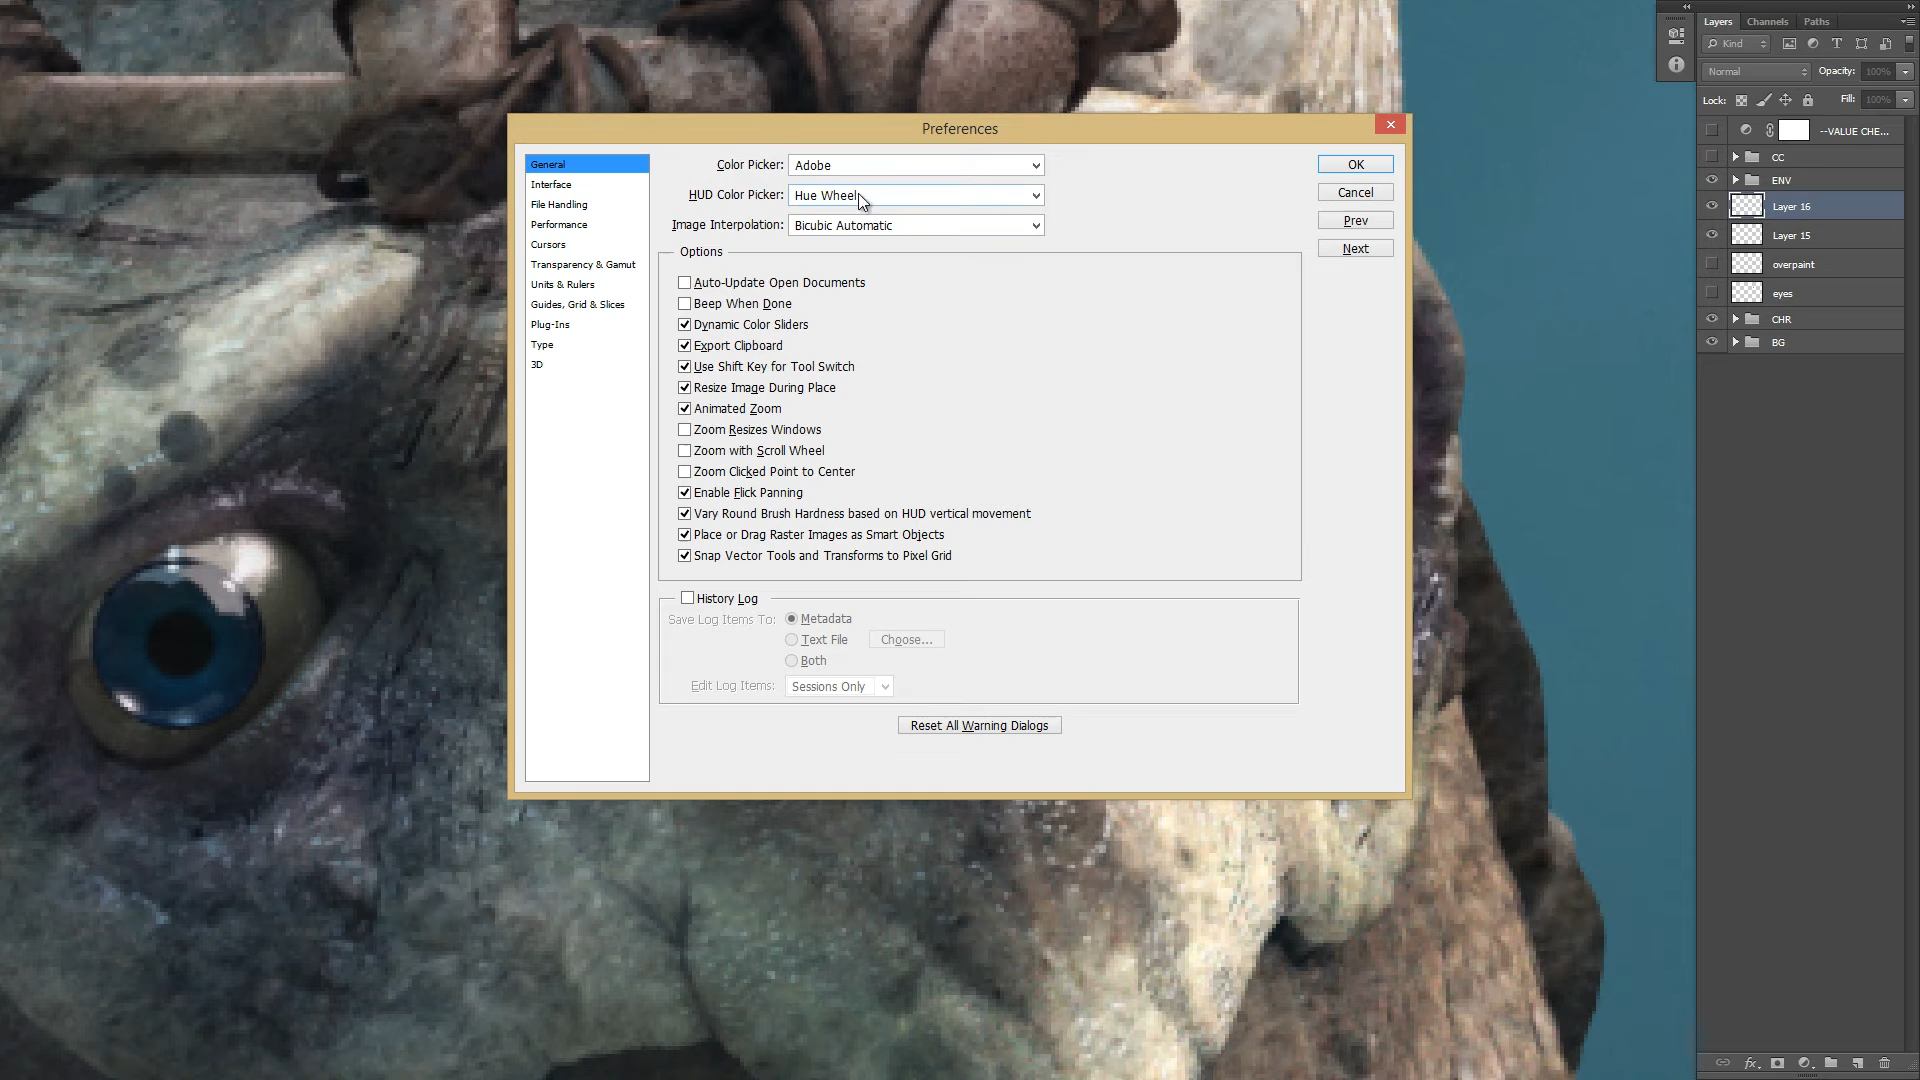 Preferences
General
Interface
File Handling
Performance
Cursors
Transparency & Gamut
Units & Rulers
Guides, Grid & Slices
Plug-Ins
Type
3D
Color Picker: Adobe
HUD Color Picker: Hue Wheel
Image Interpolation: Bicubic Automatic
OK
Cancel
Prev
Next
Options
Auto-Update Open Documents
Beep When Done
Dynamic Color Sliders
Export Clipboard
Use Shift Key for Tool Switch
Resize Image During Place
Animated Zoom
Zoom Resizes Windows
Zoom with Scroll Wheel
Zoom Clicked Point to Center
Enable Flick Panning
Vary Round Brush Hardness based on HUD vertical movement
Place or Drag Raster Images as Smart Objects
Snap Vector Tools and Transforms to Pixel Grid
History Log
Save Log Items To: Metadata
Text File Choose...
Both
Edit Log Items: Sessions Only
Reset All Warning Dialogs
Layers Channels Paths
Kind
Normal Opacity: 100%
Lock: Fill: 100%
--VALUE CHE...
CC
ENV
Layer 16
Layer 15
overpaint
eyes
CHR
BG